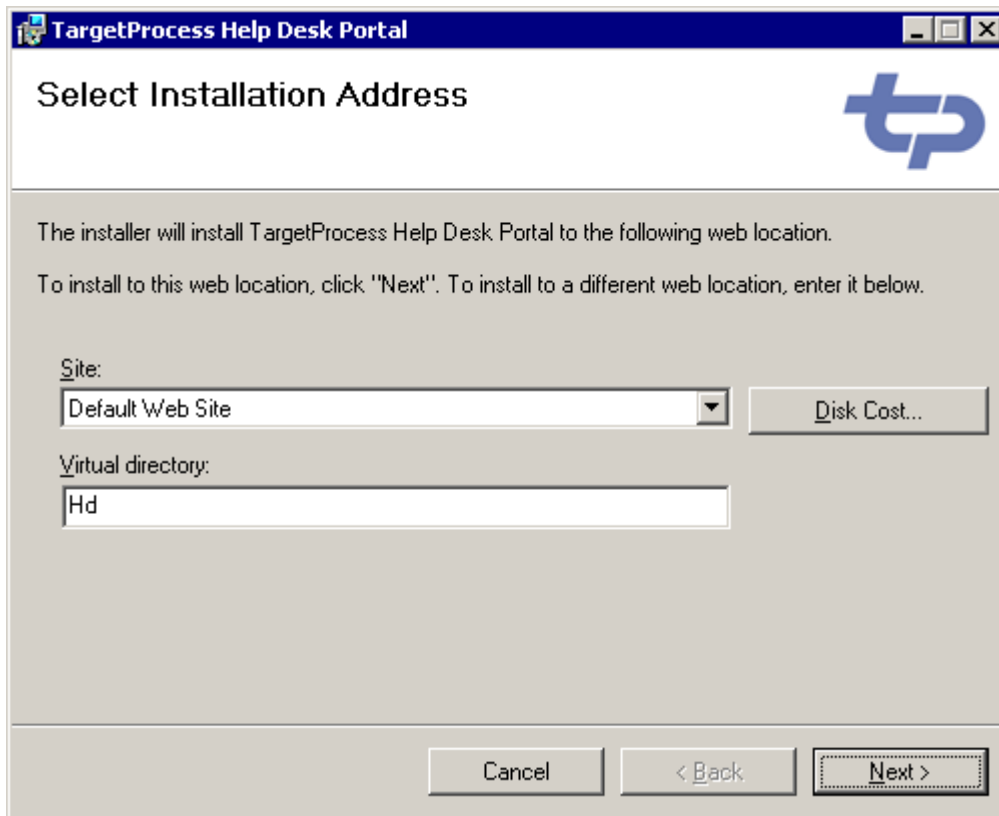 TargetProcess Help Desk Portal
Select Installation Address
tp
The installer will install TargetProcess Help Desk Portal to the following web location.
To install to this web location, click "Next". To install to a different web location, enter it below.
Site:
Default Web Site
Disk Cost...
Virtual directory:
Hd
Cancel
< Back
Next >